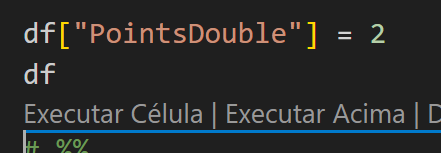 df["PointsDouble"] = 2
df
Executar Célula | Executar Acima | D
# %%